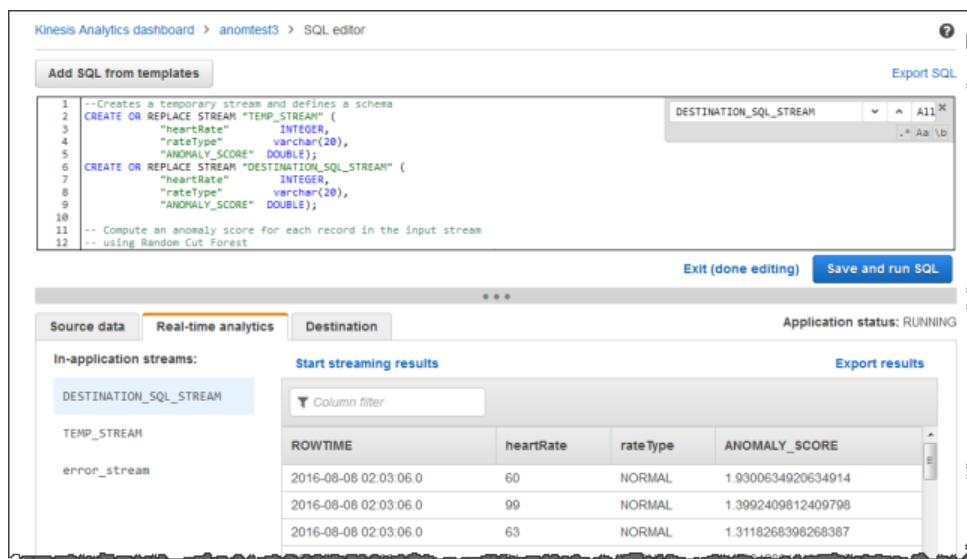 Kinesis Analytics dashboard > anomtest3 > SQL editor
Add SQL from templates
Export SQL
1 --Creates a temporary stream and defines a schema
2 CREATE OR REPLACE STREAM "TEMP_STREAM" (
3 "heartRate" INTEGER,
4 "rateType" varchar(20),
5 "ANOMALY_SCORE" DOUBLE);
6 CREATE OR REPLACE STREAM "DESTINATION_SQL_STREAM" (
7 "heartRate" INTEGER,
8 "rateType" varchar(20),
9 "ANOMALY_SCORE" DOUBLE);
10
11 -- Compute an anomaly score for each record in the input stream
12 -- using Random Cut Forest
DESTINATION_SQL_STREAM All ×
.* Aa \b
Exit (done editing) Save and run SQL
Source data Real-time analytics Destination
Application status: RUNNING
In-application streams:
DESTINATION_SQL_STREAM
TEMP_STREAM
error_stream
Start streaming results Export results
Column filter
ROWTIME heartRate rateType ANOMALY_SCORE
2016-08-08 02:03:06.0 60 NORMAL 1.9300634920634914
2016-08-08 02:03:06.0 99 NORMAL 1.3992409812409798
2016-08-08 02:03:06.0 63 NORMAL 1.3118268398268387